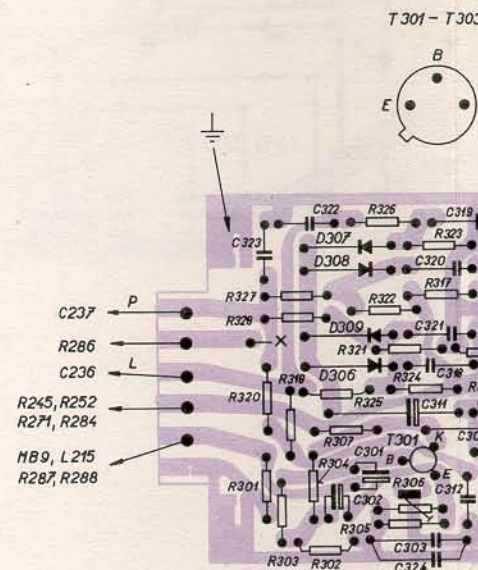 T301 – T303
B
E
C322 R326 C319
C323 D307 R323
D308 C320
R327 R317
C237 P
R328 R322
R286 D309 C321
R321
C236 L R319 D306 R324 C318
R320 R325
R245, R252 C311
R271, R284 R307 T301 K
MB9, L215 R304 C301 B E
R287, R288 R301 R306 C312
C302
R305
R303 R302 C303
C324